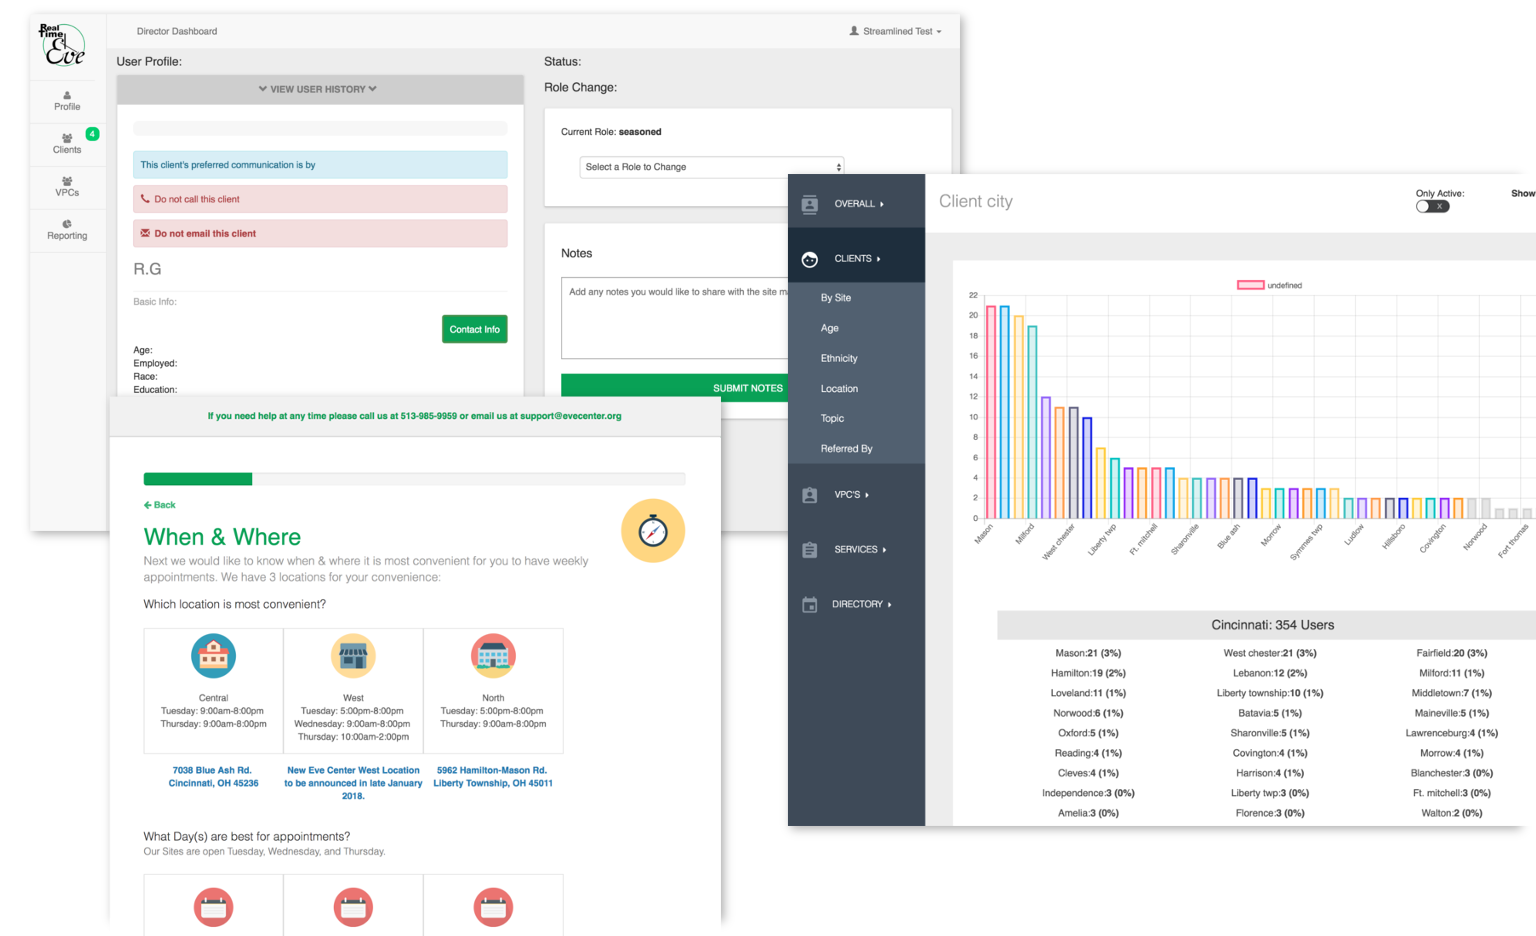 Real
Time
Eve
Director Dashboard
Streamlined Test
Profile
4
Clients
VPCs
Reporting
User Profile:
VIEW USER HISTORY
This client's preferred communication is by
Do not call this client
Do not email this client
R.G
Basic Info:
Contact Info
Age:
Employed:
Race:
Education:
Status:
Role Change:
Current Role: seasoned
Select a Role to Change
Notes
Add any notes you would like to share with the site m
SUBMIT NOTES
If you need help at any time please call us at 513-985-9959 or email us at support@evecenter.org
Back
When & Where
Next we would like to know when & where it is most convenient for you to have weekly
appointments. We have 3 locations for your convenience:
Which location is most convenient?
Central
Tuesday: 9:00am-8:00pm
Thursday: 9:00am-8:00pm
West
Tuesday: 5:00pm-8:00pm
Wednesday: 9:00am-8:00pm
Thursday: 10:00am-2:00pm
North
Tuesday: 5:00pm-8:00pm
Thursday: 9:00am-8:00pm
7038 Blue Ash Rd.
Cincinnati, OH 45236
New Eve Center West Location
to be announced in late January
2018.
5962 Hamilton-Mason Rd.
Liberty Township, OH 45011
What Day(s) are best for appointments?
Our Sites are open Tuesday, Wednesday, and Thursday.
OVERALL
CLIENTS
By Site
Age
Ethnicity
Location
Topic
Referred By
VPC'S
SERVICES
DIRECTORY
Client city
Only Active:
X
Show
undefined
22
20
18
16
14
12
10
8
6
4
2
0
Mason
Milford
West chester
Liberty twp
Ft. mitchell
Sharonville
Blue ash
Morrow
Symmes twp
Ludlow
Hillsboro
Covington
Norwood
Fort thomas
Cincinnati: 354 Users
Mason:21 (3%) West chester:21 (3%) Fairfield:20 (3%)
Hamilton:19 (2%) Lebanon:12 (2%) Milford:11 (1%)
Loveland:11 (1%) Liberty township:10 (1%) Middletown:7 (1%)
Norwood:6 (1%) Batavia:5 (1%) Maineville:5 (1%)
Oxford:5 (1%) Sharonville:5 (1%) Lawrenceburg:4 (1%)
Reading:4 (1%) Covington:4 (1%) Morrow:4 (1%)
Cleves:4 (1%) Harrison:4 (1%) Blanchester:3 (0%)
Independence:3 (0%) Liberty twp:3 (0%) Ft. mitchell:3 (0%)
Amelia:3 (0%) Florence:3 (0%) Walton:2 (0%)